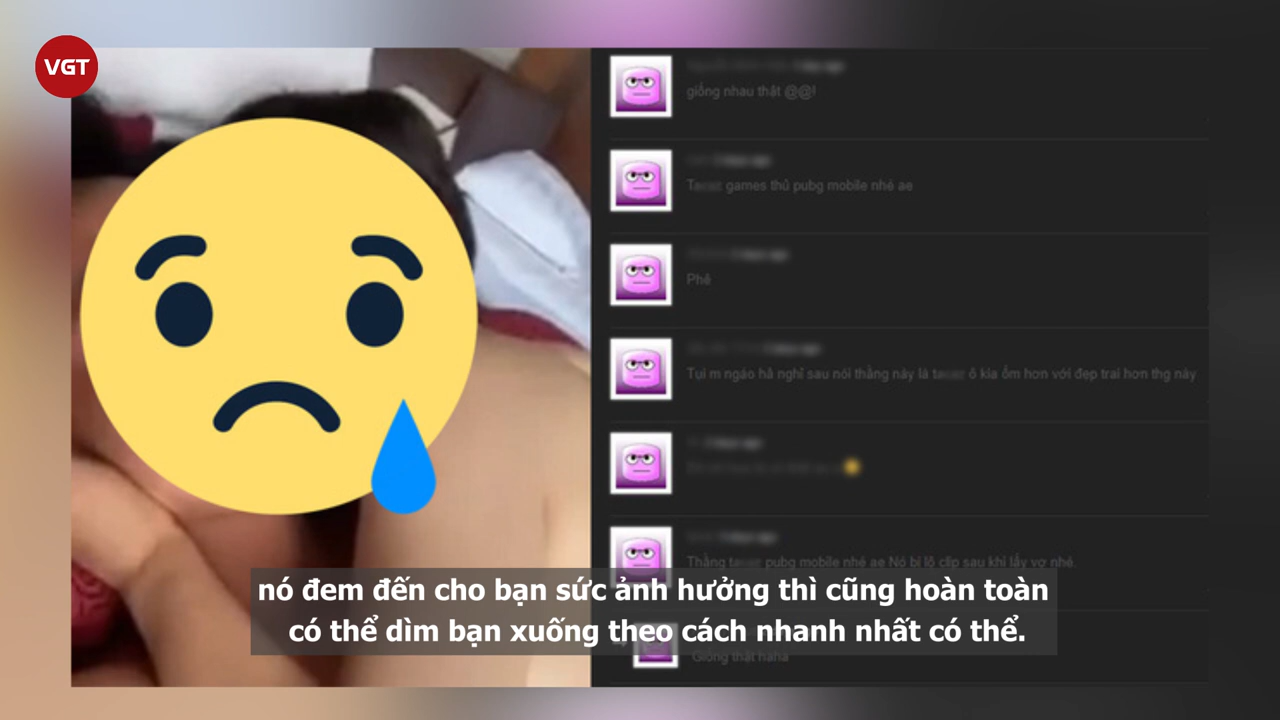 VGT
giống nhau thật @@!
games thủ pubg mobile nhé ae
Phê
Tụi m ngáo hả nghỉ sau nói thằng này là ô kia ốm hơn với đẹp trai hơn thg này
Thằng pubg mobile nhé ae Nó bị lộ clip sau khi lấy vợ nhé.
nó đem đến cho bạn sức ảnh hưởng thì cũng hoàn toàn
có thể dìm bạn xuống theo cách nhanh nhất có thể.
Giống thật haha